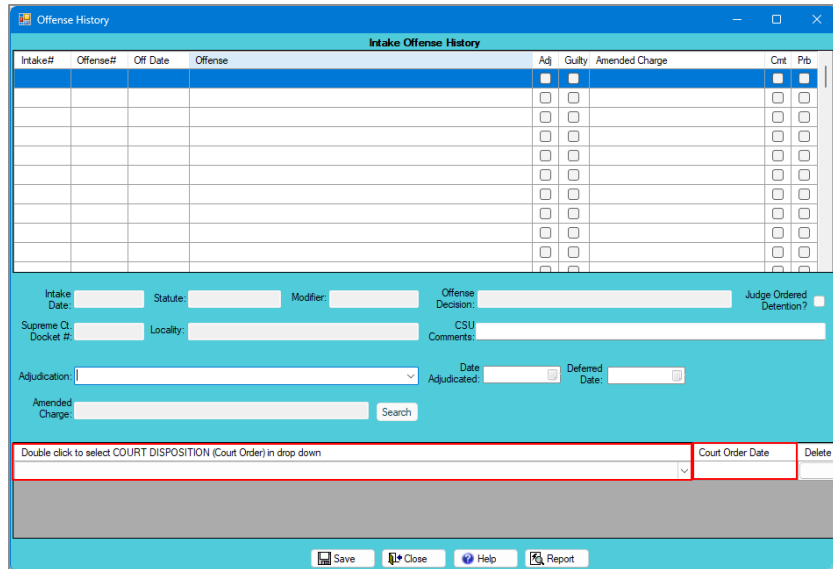 Offense History
Intake Offense History
Intake# Offense# Off Date Offense Adj Guilty Amended Charge Cmt Prb
Intake Date: Statute: Modifier: Offense Decision: Judge Ordered Detention?
Supreme Ct. Docket #: Locality: CSU Comments:
Adjudication: Date Adjudicated: Deferred Date:
Amended Charge: Search
Double click to select COURT DISPOSITION (Court Order) in drop down Court Order Date Delete
Save Close Help Report